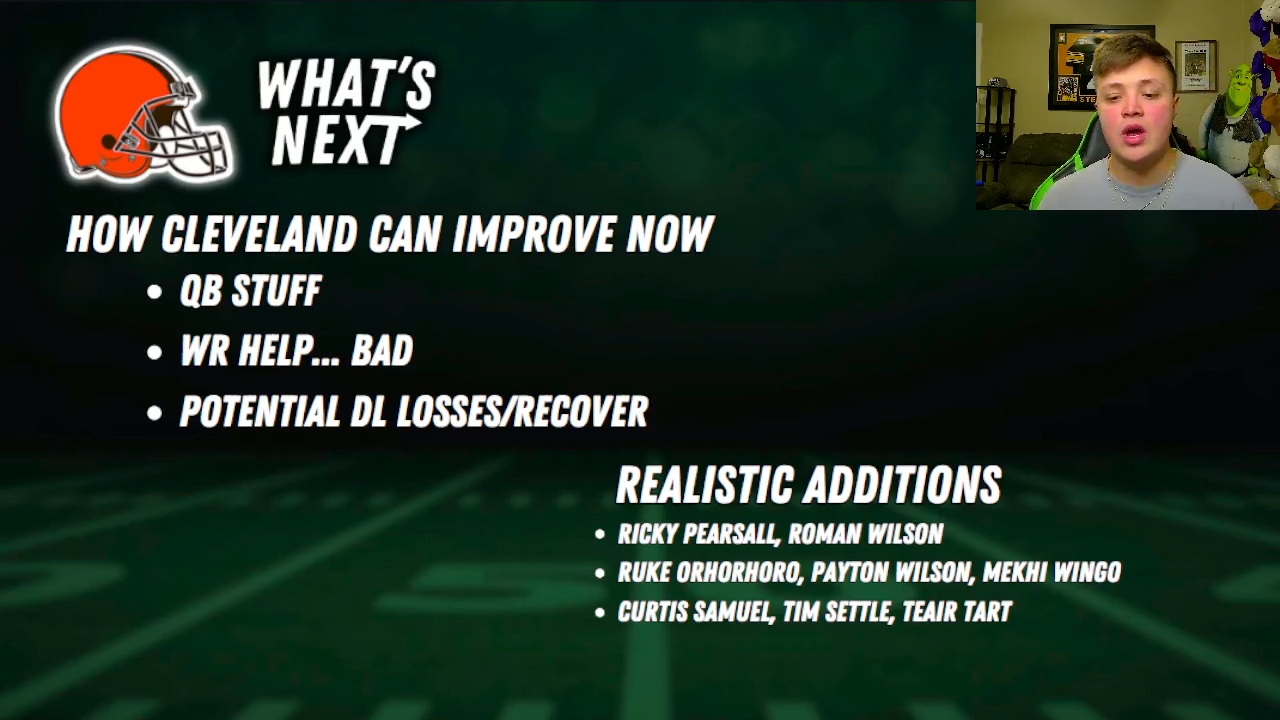 WHAT'S
NEXT
HOW CLEVELAND CAN IMPROVE NOW
• QB STUFF
• WR HELP... BAD
• POTENTIAL DL LOSSES/RECOVER
REALISTIC ADDITIONS
• RICKY PEARSALL, ROMAN WILSON
• RUKE ORHORHORO, PAYTON WILSON, MEKHI WINGO
• CURTIS SAMUEL, TIM SETTLE, TEAIR TART